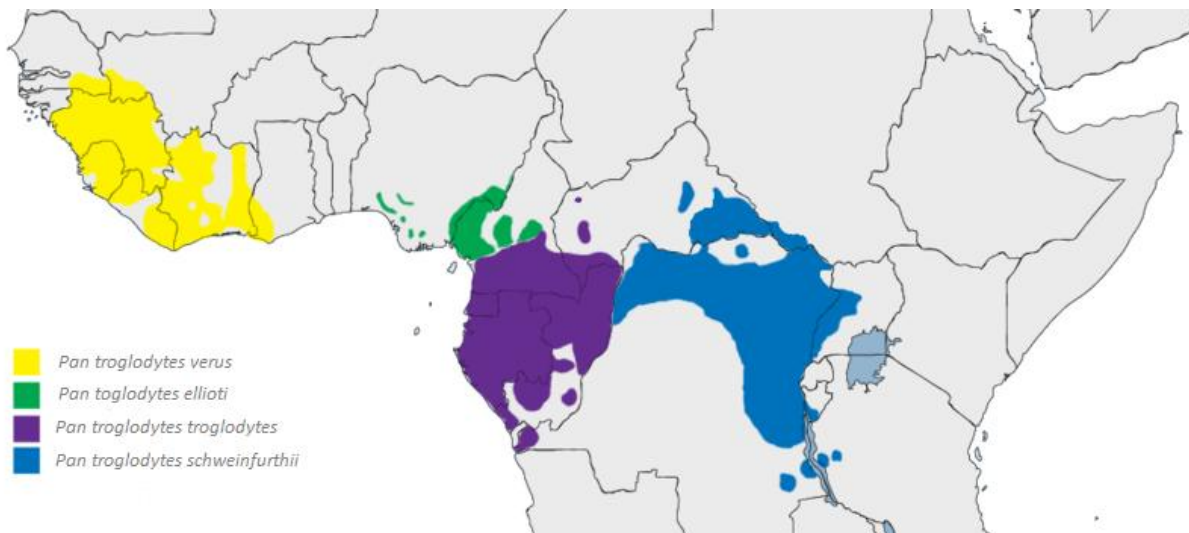 Pan troglodytes verus
Pan toglodytes ellioti
Pan troglodytes troglodytes
Pan troglodytes schweinfurthii